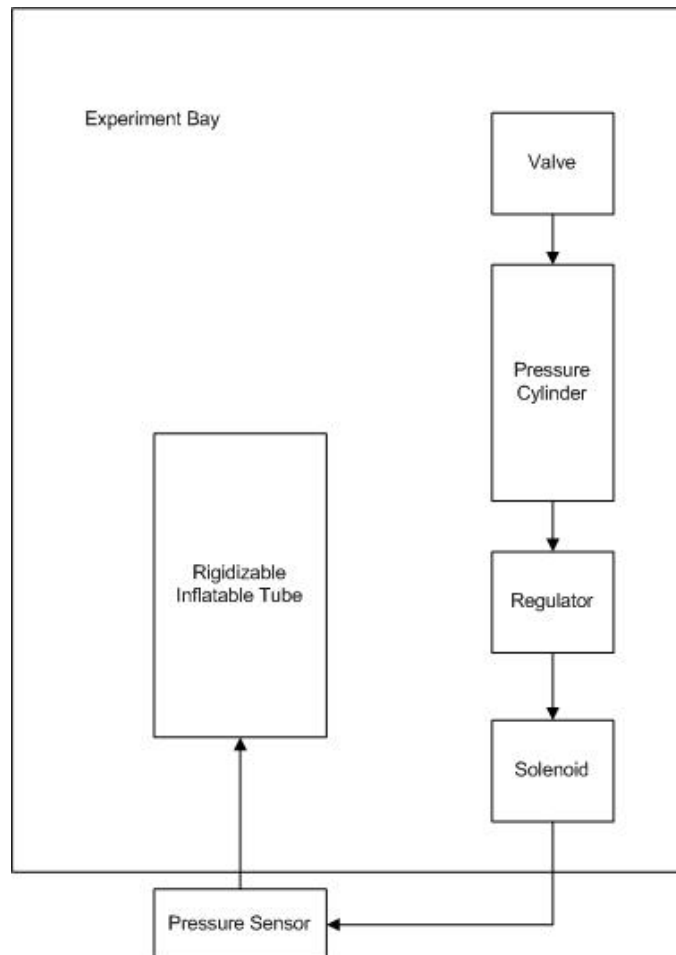 Experiment Bay
Valve
Pressure
Cylinder
Rigidizable
Inflatable Tube
Regulator
Solenoid
Pressure Sensor